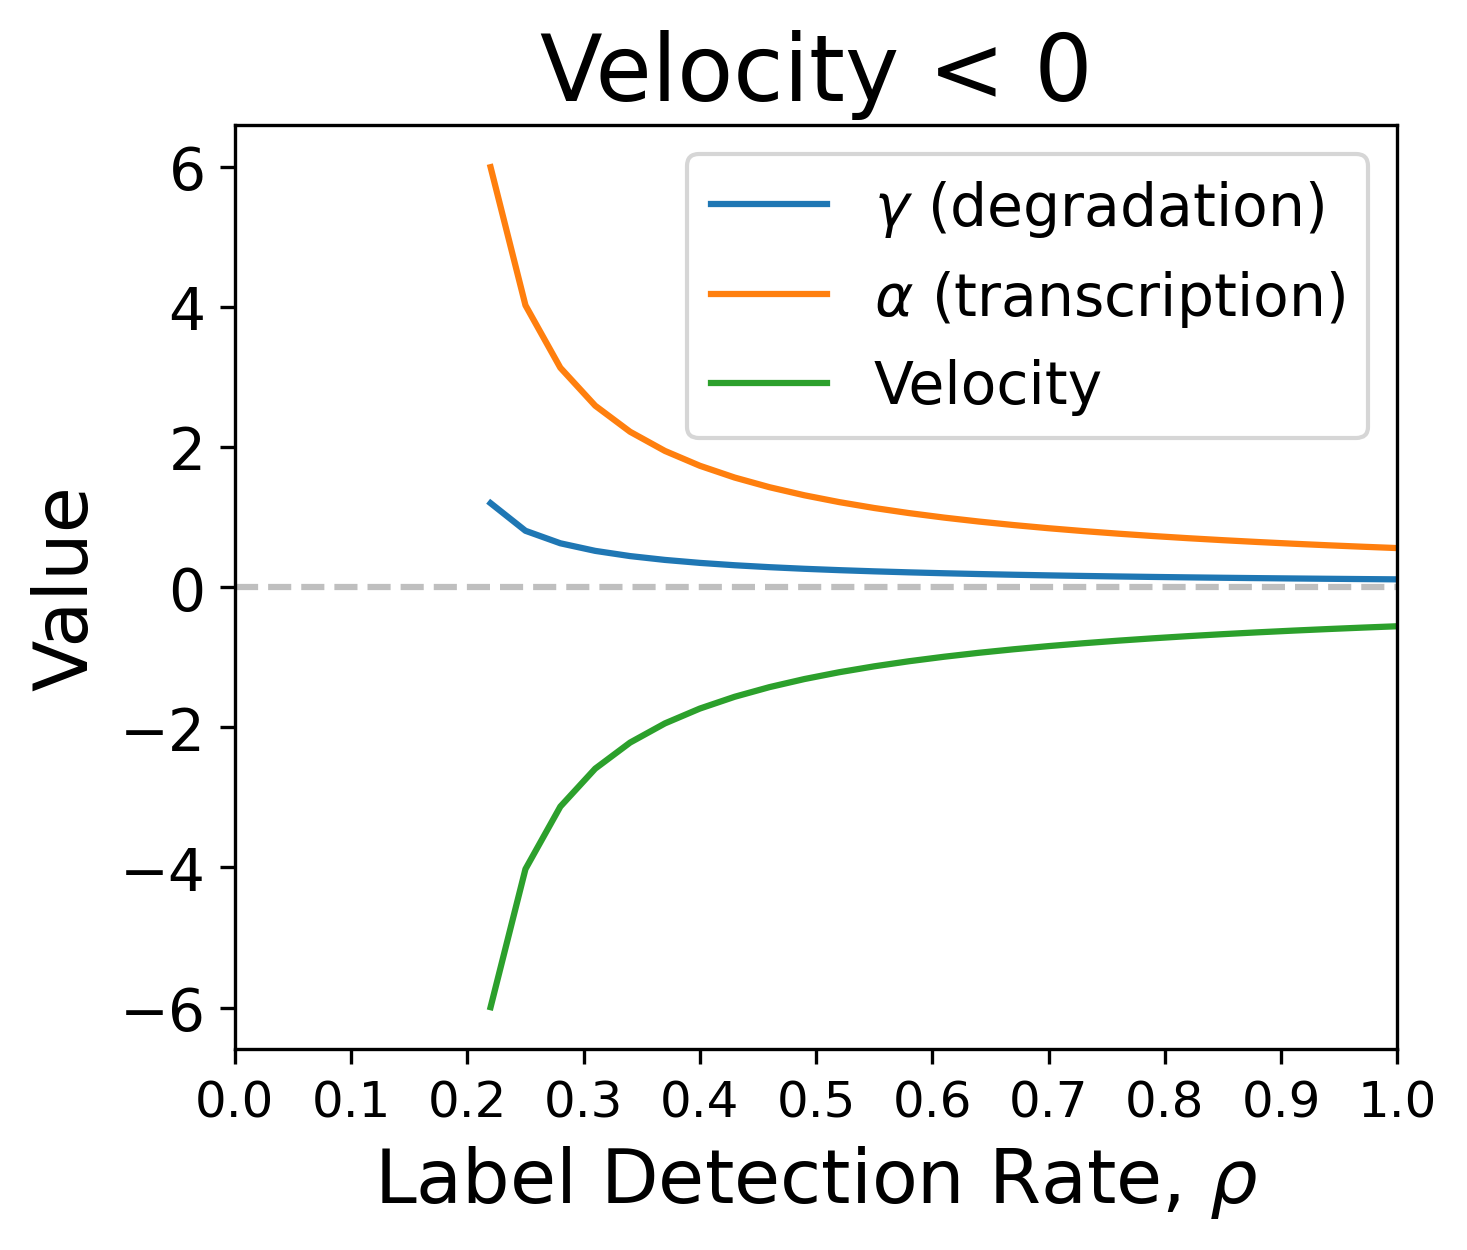 Velocity < 0
γ (degradation)
α (transcription)
Velocity
Value
6
4
2
0
−2
−4
−6
0.0 0.1 0.2 0.3 0.4 0.5 0.6 0.7 0.8 0.9 1.0
Label Detection Rate, ρ